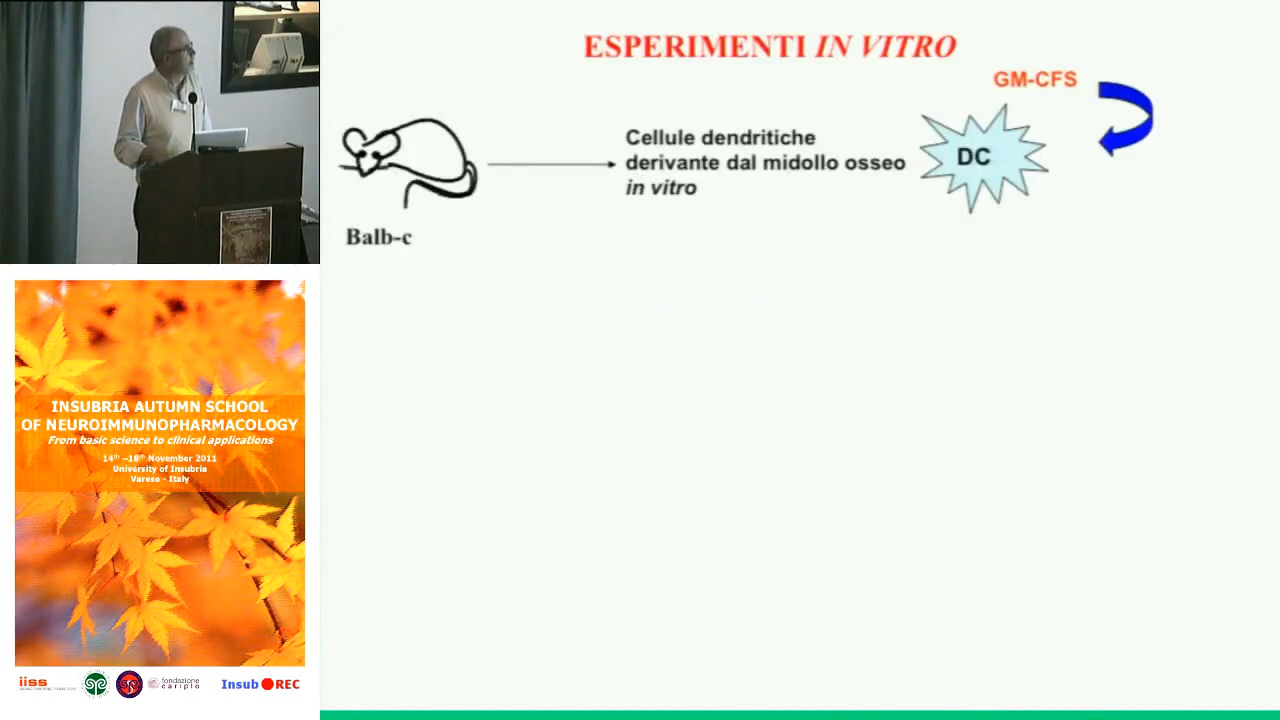 ESPERIMENTI IN VITRO
GM-CFS
Cellule dendritiche
derivante dal midollo osseo
in vitro
DC
Balb-c
INSUBRIA AUTUMN SCHOOL
OF NEUROIMMUNOPHARMACOLOGY
From basic science to clinical applications
14th –18th November 2011
University of Insubria
Varese - Italy
iiss
fondazione
cariplo
Insub REC